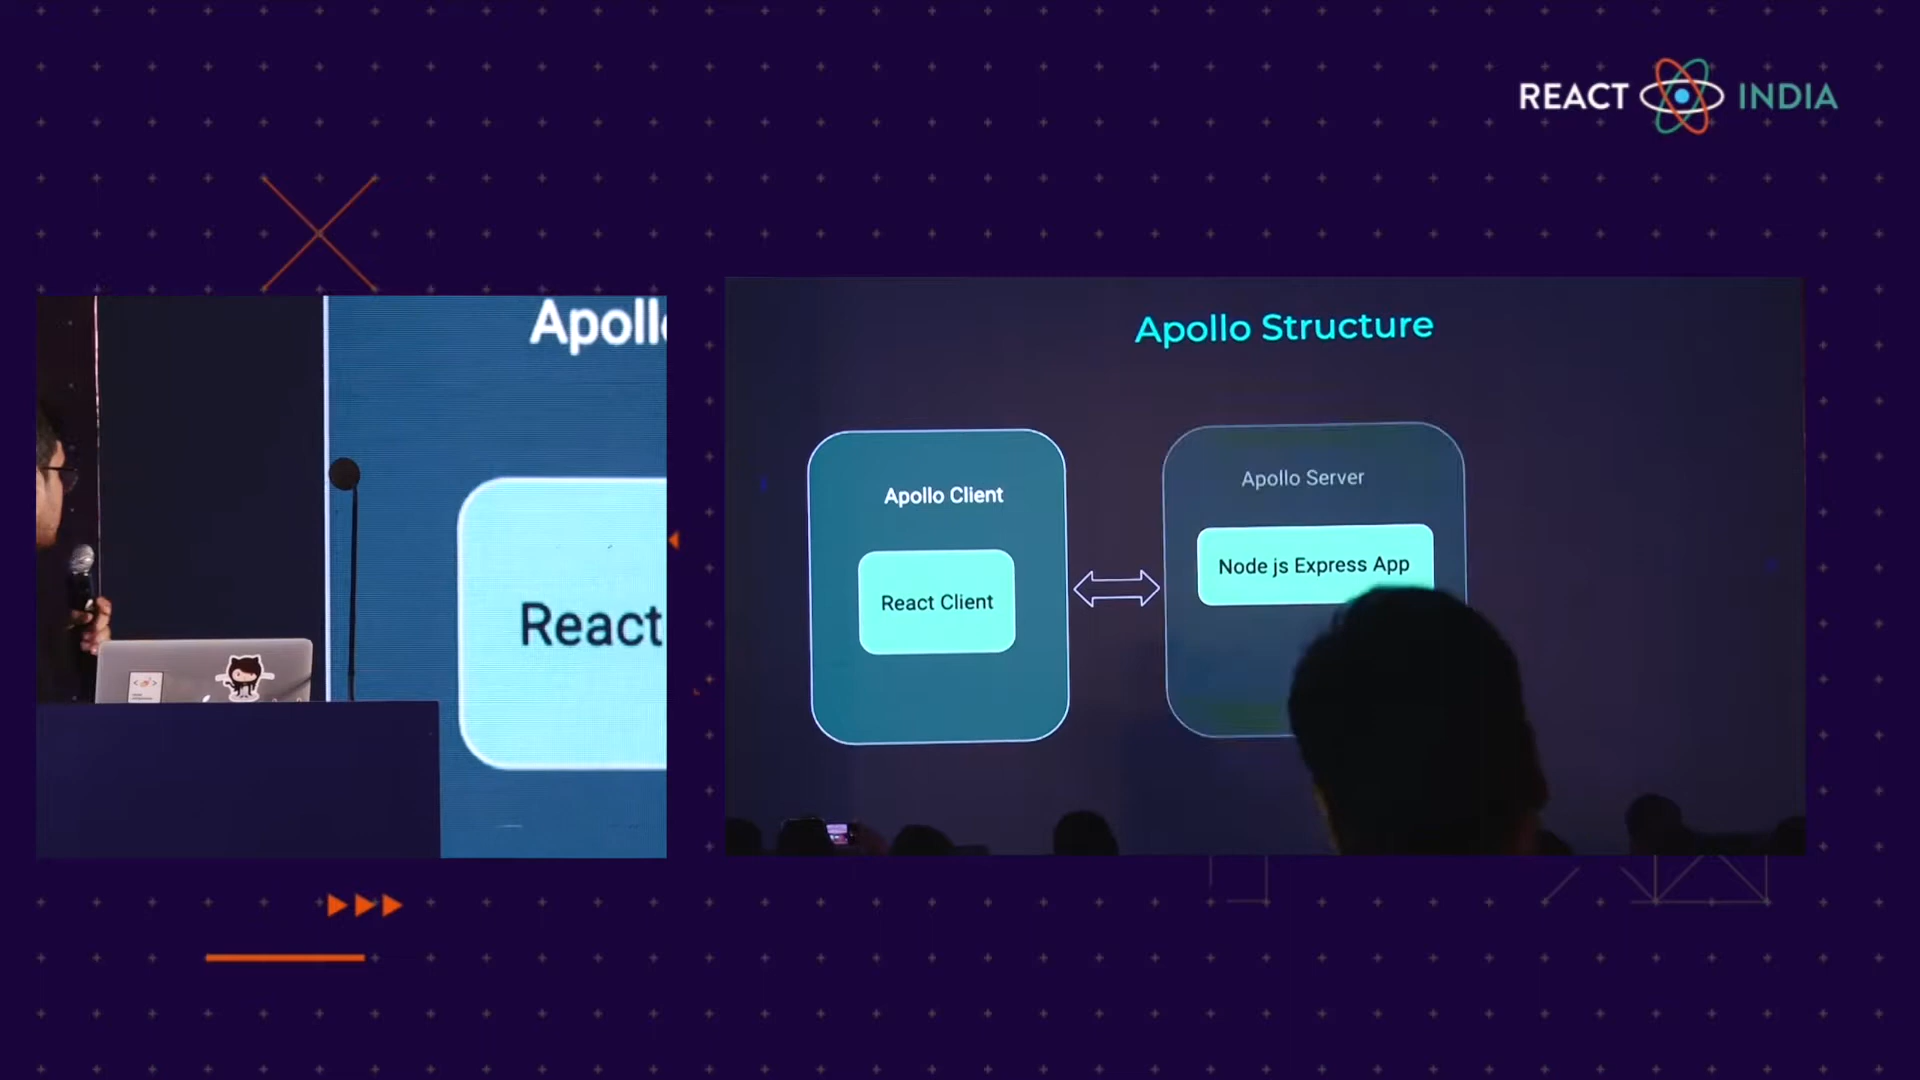 REACT INDIA
Apoll
React
Apollo Structure
Apollo Client
React Client
Apollo Server
Node js Express App